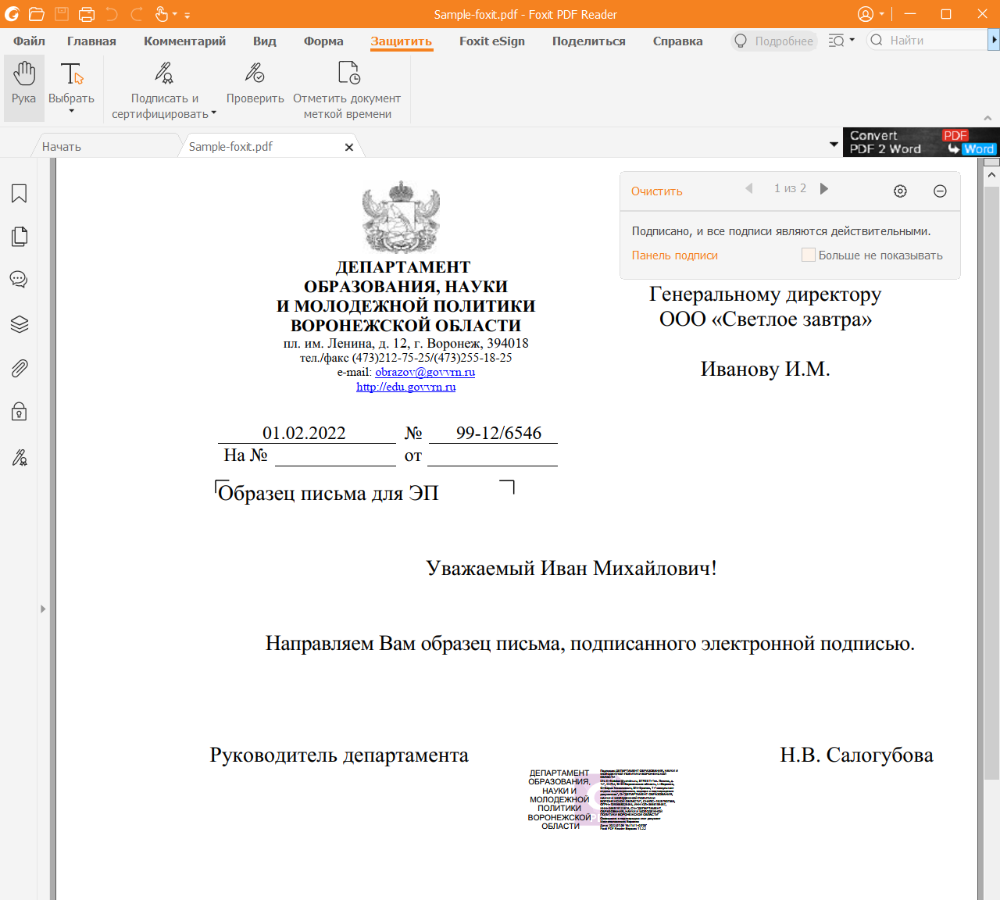 Sample-foxit.pdf - Foxit PDF Reader
Файл Главная Комментарий Вид Форма Защитить Foxit eSign Поделиться Справка Подробнее Найти
Рука Выбрать Подписать и сертифицировать Проверить Отметить документ меткой времени
Начать Sample-foxit.pdf
Convert PDF
PDF 2 Word Word
Очистить 1 из 2
Подписано, и все подписи являются действительными.
Панель подписи Больше не показывать
ДЕПАРТАМЕНТ
ОБРАЗОВАНИЯ, НАУКИ
И МОЛОДЕЖНОЙ ПОЛИТИКИ
ВОРОНЕЖСКОЙ ОБЛАСТИ
пл. им. Ленина, д. 12, г. Воронеж, 394018
тел./факс (473)212-75-25/(473)255-18-25
e-mail: obrazov@govvrn.ru
http://edu.govvrn.ru
Генеральному директору
ООО «Светлое завтра»
Иванову И.М.
01.02.2022 № 99-12/6546
На № от
Образец письма для ЭП
Уважаемый Иван Михайлович!
Направляем Вам образец письма, подписанного электронной подписью.
Руководитель департамента Н.В. Салогубова
ДЕПАРТАМЕНТ
ОБРАЗОВАНИЯ,
НАУКИ И
МОЛОДЕЖНОЙ
ПОЛИТИКИ
ВОРОНЕЖСКОЙ
ОБЛАСТИ